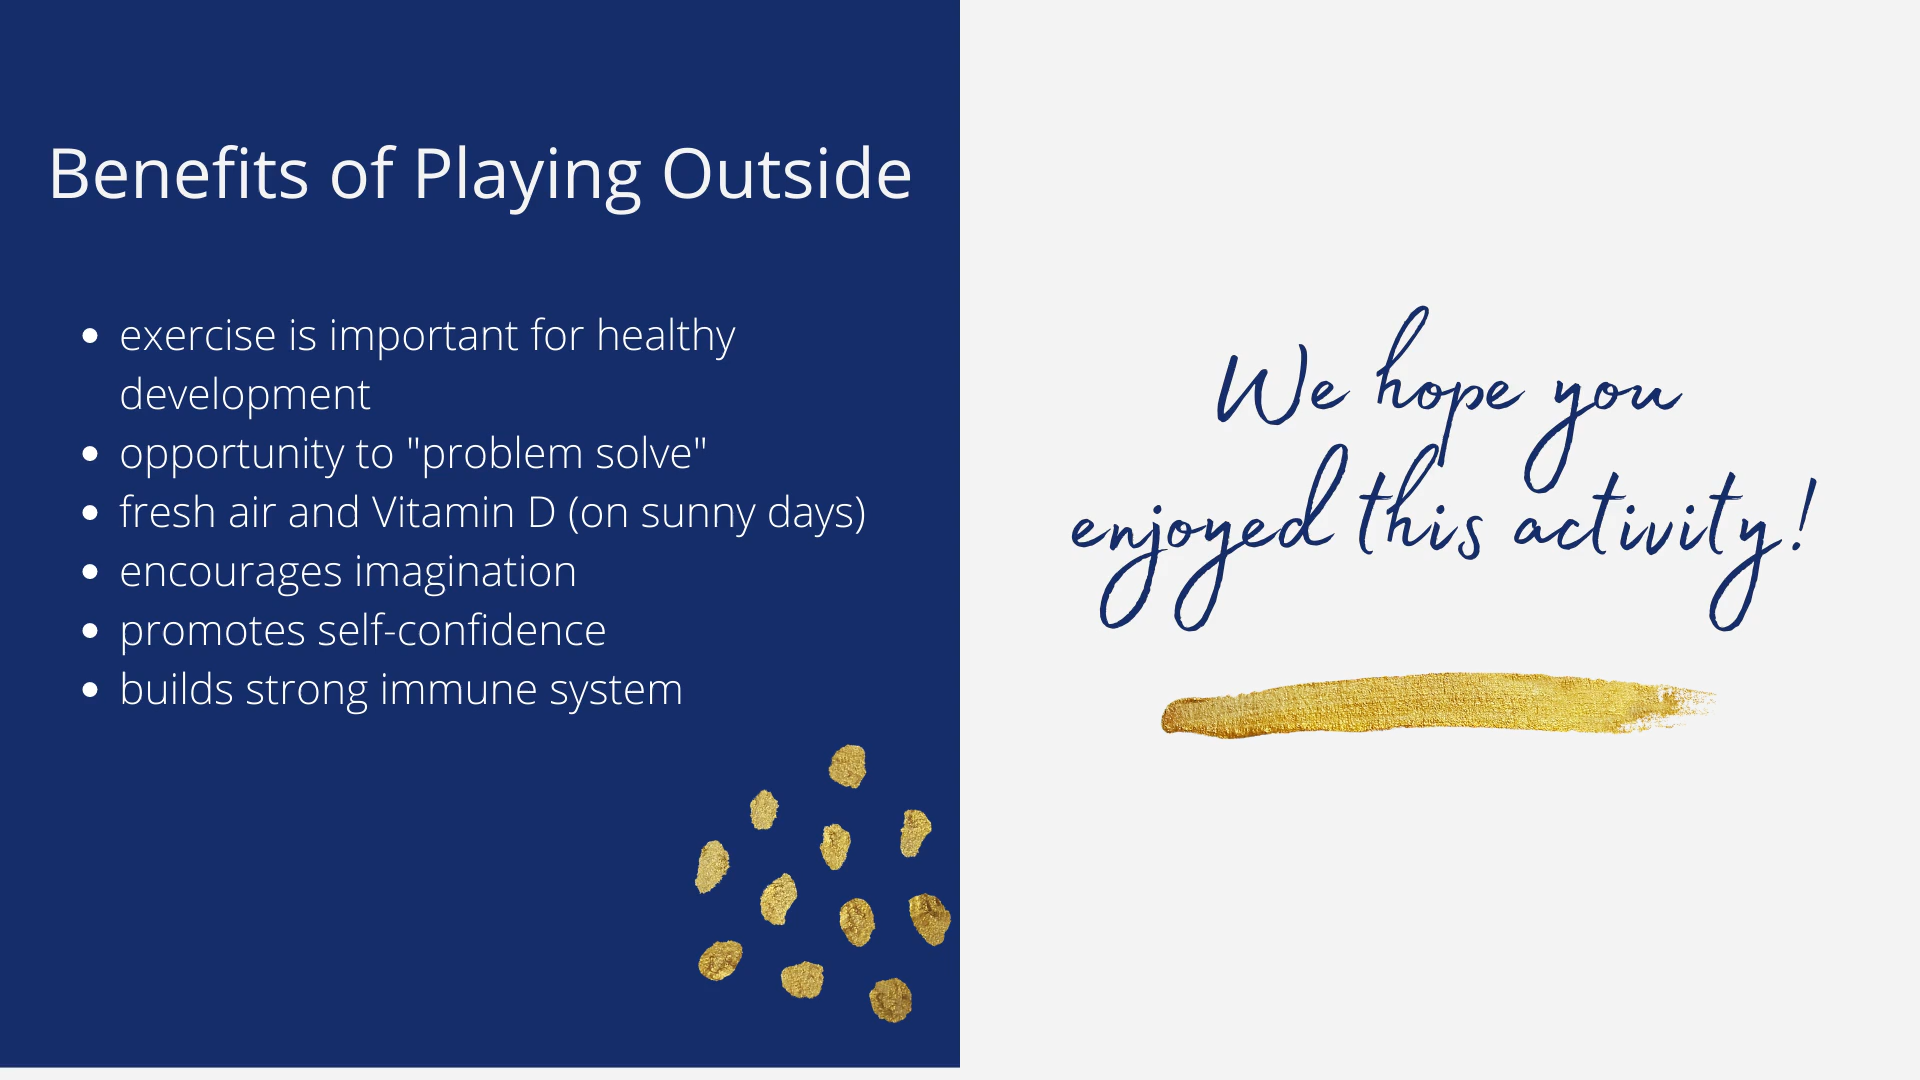 Benefits of Playing Outside
• exercise is important for healthy
development
• opportunity to "problem solve"
• fresh air and Vitamin D (on sunny days)
• encourages imagination
• promotes self-confidence
• builds strong immune system
We hope you
enjoyed this activity!